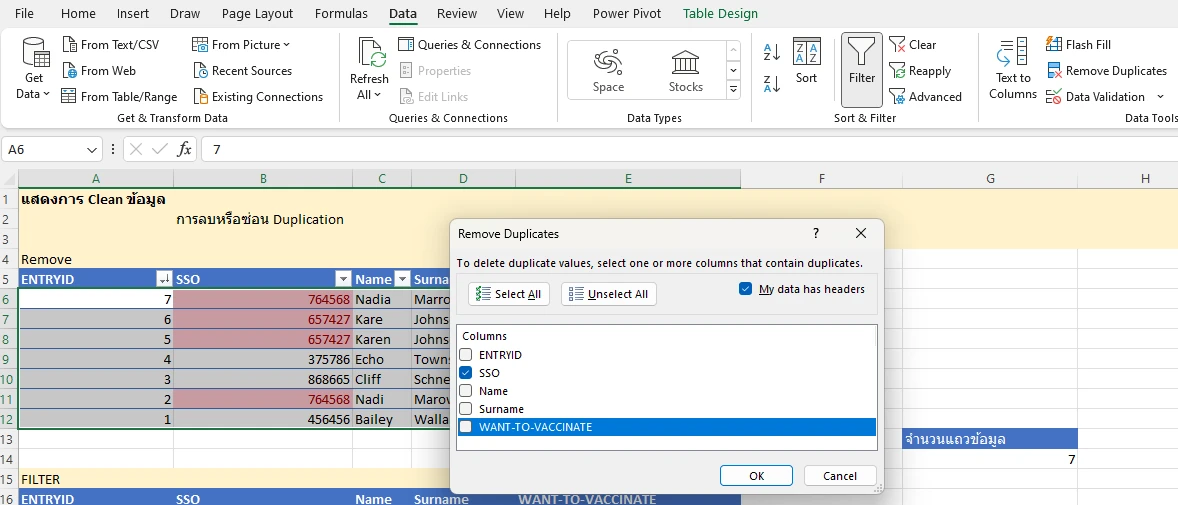 File Home Insert Draw Page Layout Formulas Data Review View Help Power Pivot Table Design
Get Data
From Text/CSV
From Web
From Table/Range
From Picture
Recent Sources
Existing Connections
Get & Transform Data
Refresh All
Queries & Connections
Properties
Edit Links
Queries & Connections
Space
Stocks
Data Types
Sort
Filter
Clear
Reapply
Advanced
Sort & Filter
Text to Columns
Flash Fill
Remove Duplicates
Data Validation
Data Tools
A6 fx 7
A B C D E F G H
1 แสดงการ Clean ข้อมูล
2 การลบหรือซ่อน Duplication
3
4 Remove
5 ENTRYID SSO Name Surna
6 7 764568 Nadia Marro
7 6 657427 Kare Johns
8 5 657427 Karen Johns
9 4 375786 Echo Town
10 3 868665 Cliff Schne
11 2 764568 Nadi Marow
12 1 456456 Bailey Walla
13 จำนวนแถวข้อมูล
14 7
15 FILTER
16 ENTRYID SSO Name Surname WANT-TO-VACCINATE
Remove Duplicates ?
To delete duplicate values, select one or more columns that contain duplicates.
Select All Unselect All My data has headers
Columns
ENTRYID
SSO
Name
Surname
WANT-TO-VACCINATE
OK Cancel